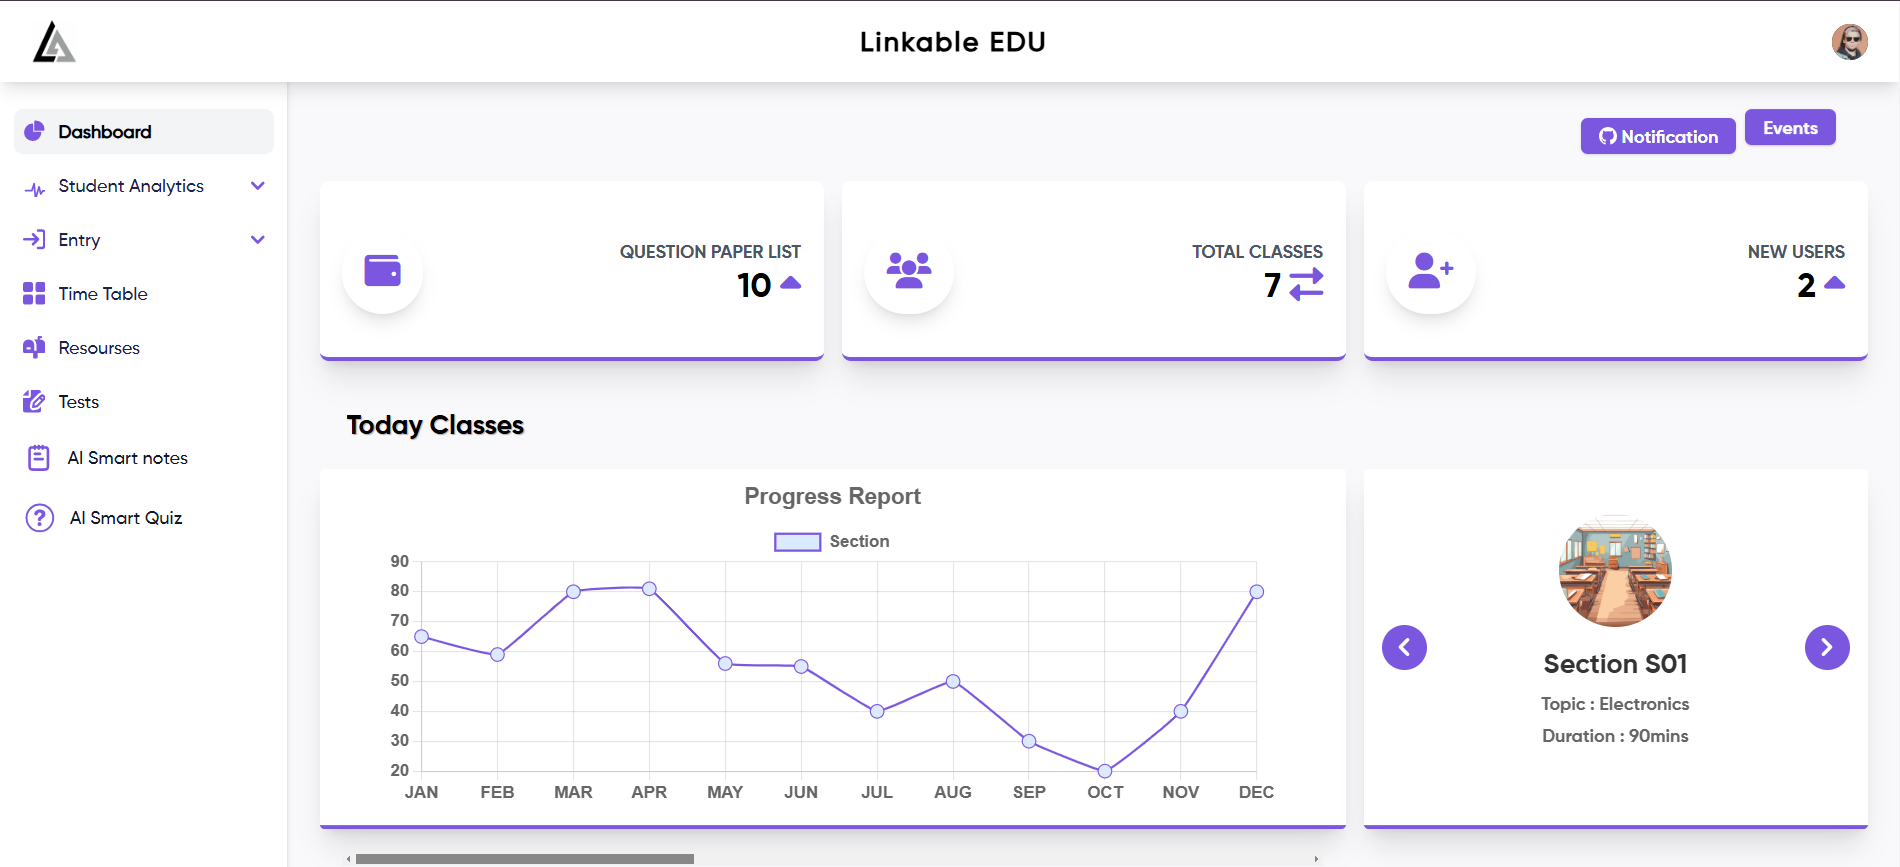 Linkable EDU
Dashboard
Student Analytics
Entry
Time Table
Resourses
Tests
AI Smart notes
AI Smart Quiz
Notification
Events
QUESTION PAPER LIST
10
TOTAL CLASSES
7
NEW USERS
2
Today Classes
Progress Report
Section
90
80
70
60
50
40
30
20
JAN FEB MAR APR MAY JUN JUL AUG SEP OCT NOV DEC
Section S01
Topic : Electronics
Duration : 90mins